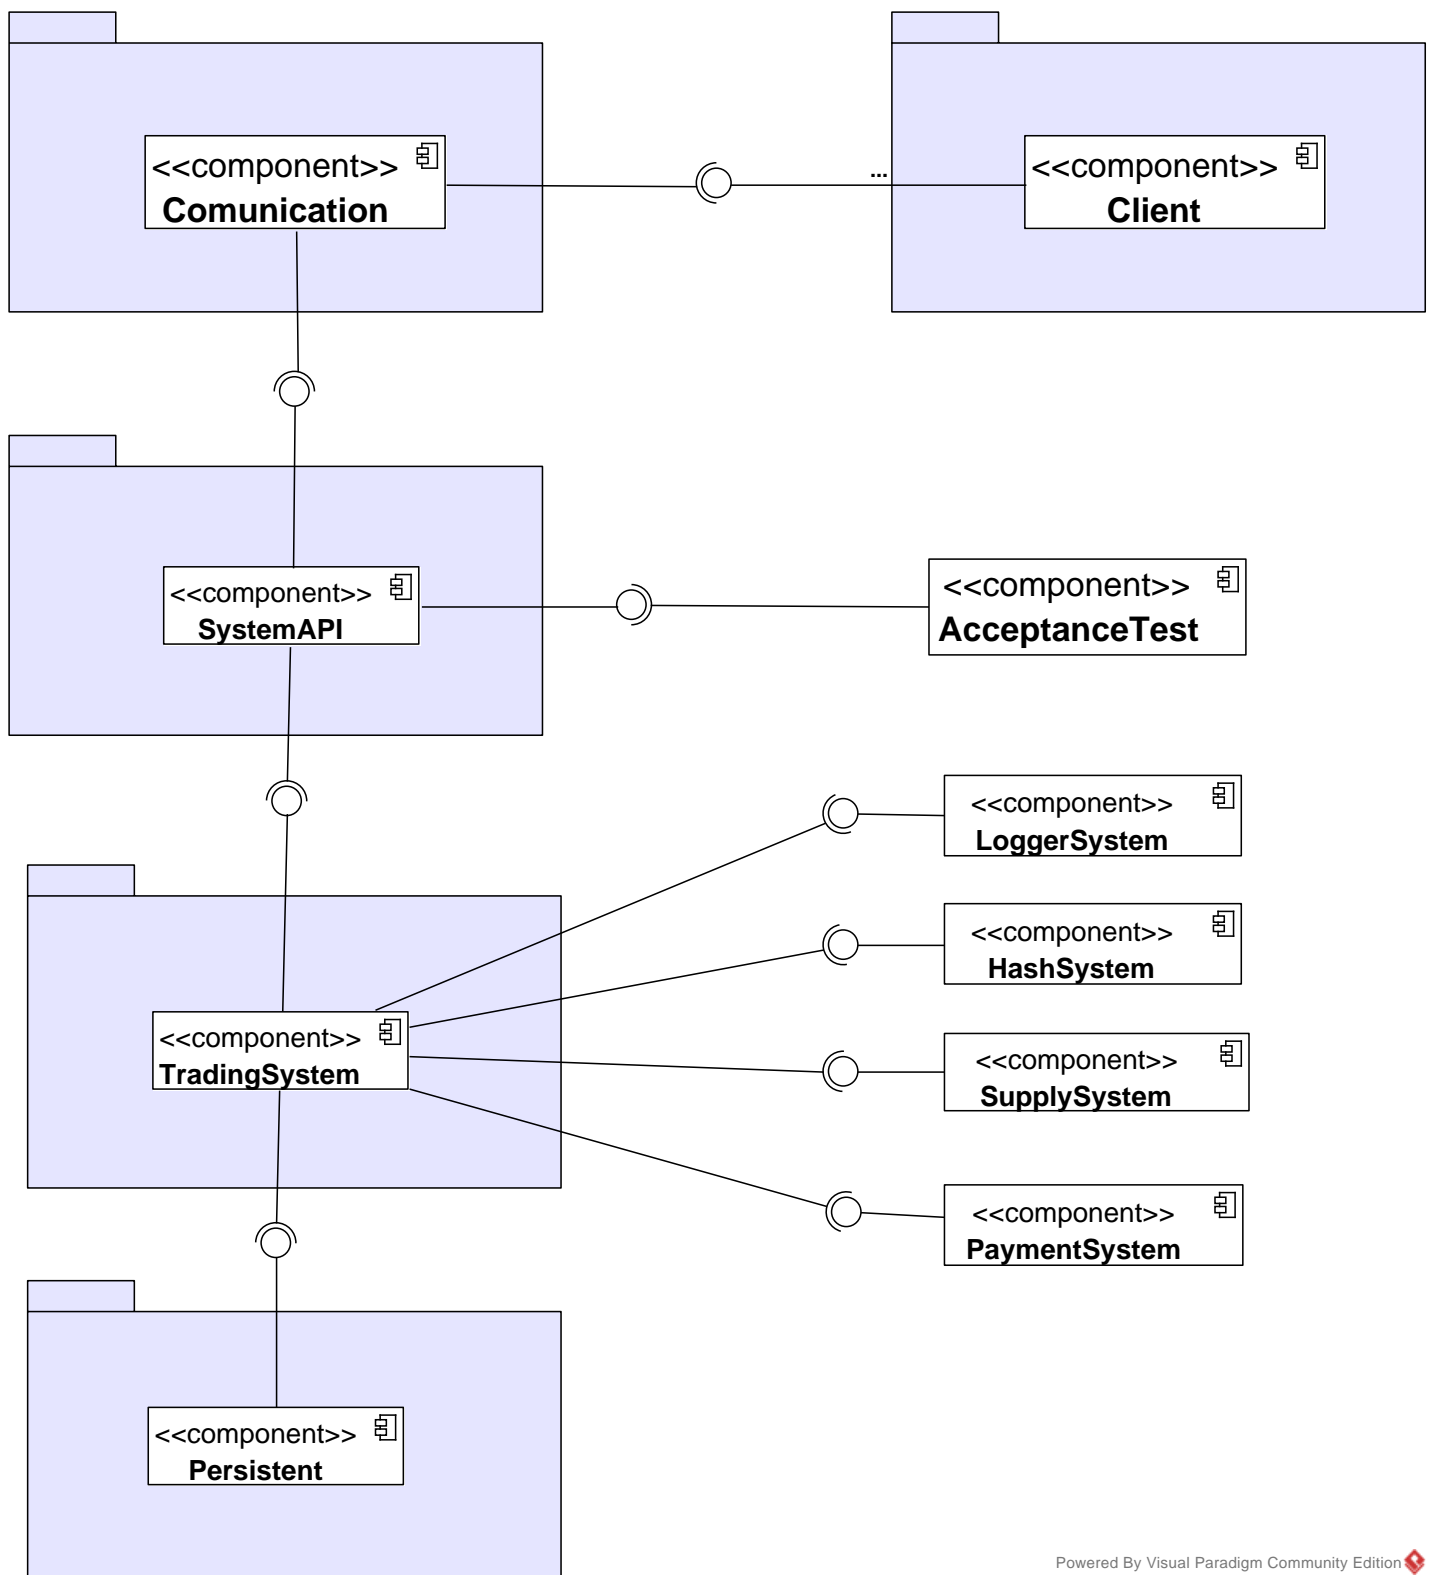 <<component>>
Comunication
...
<<component>>
Client
<<component>>
SystemAPI
<<component>>
AcceptanceTest
<<component>>
LoggerSystem
<<component>>
HashSystem
<<component>>
TradingSystem
<<component>>
SupplySystem
<<component>>
PaymentSystem
<<component>>
Persistent
Powered By Visual Paradigm Community Edition